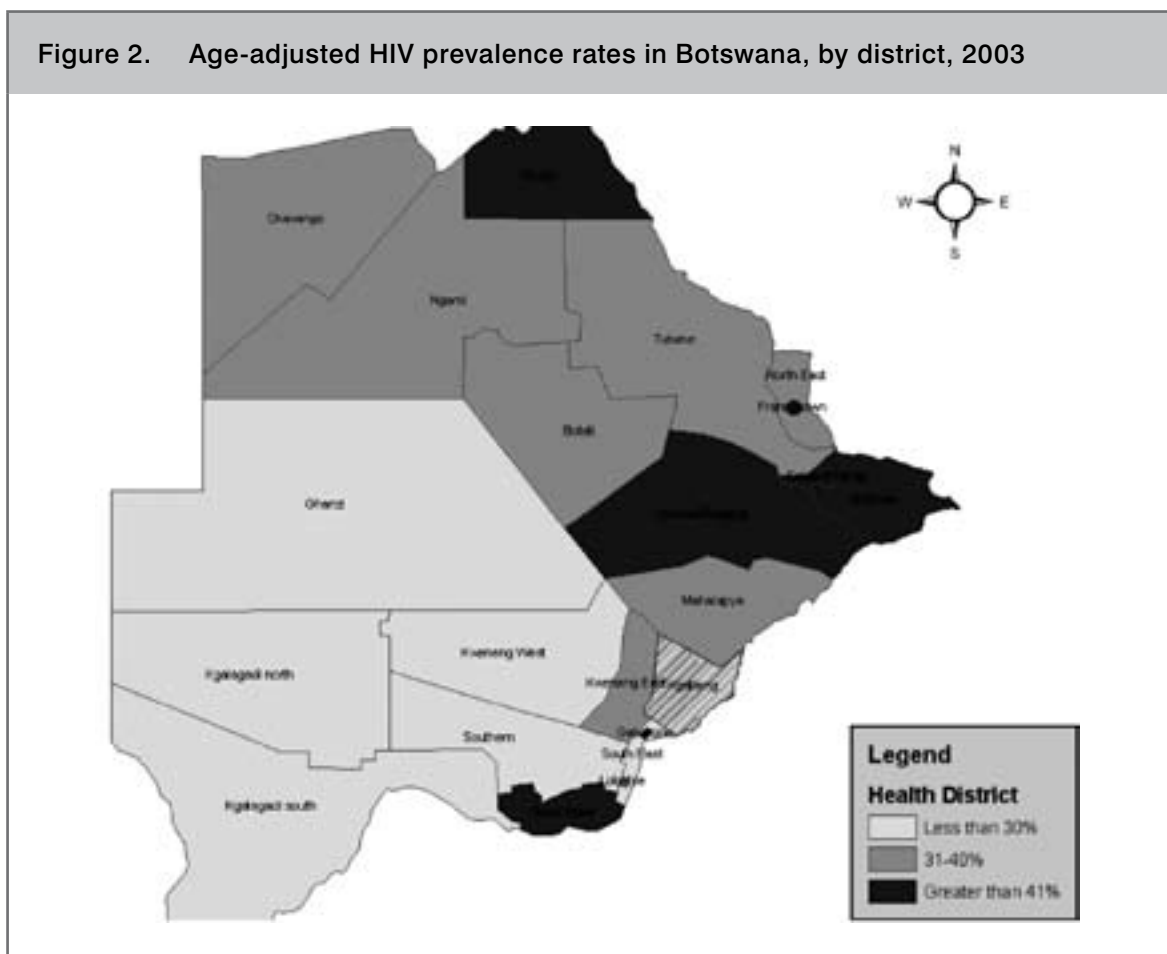 Figure 2. Age-adjusted HIV prevalence rates in Botswana, by district, 2003
N
W
E
S
Okavango
Ngami
Tutume
North East
Boteti
Ghanzi
Mahalapye
Kweneng West
Kgalagadi north
Kweneng East
Southern
South East
Kgalagadi south
Legend
Health District
Less than 30%
31-40%
Greater than 41%